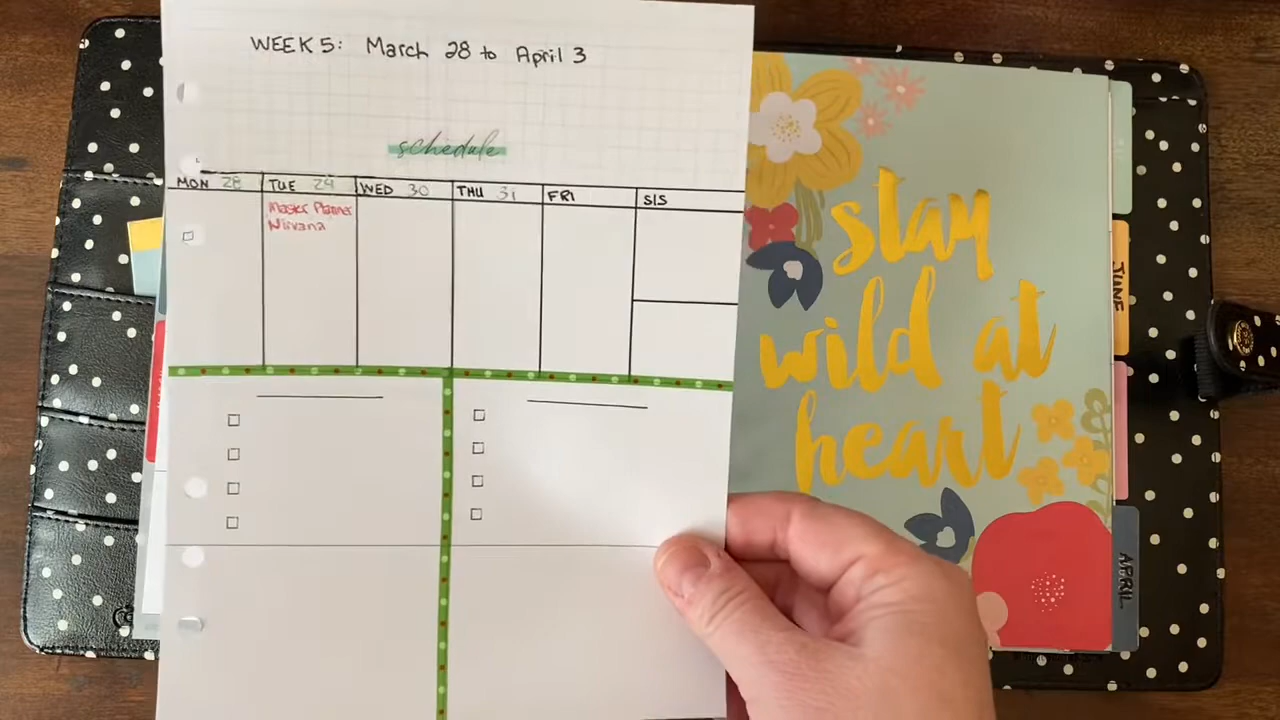 WEEK 5: March 28 to April 3
schedule
MON 28 TUE 29 WED 30 THU 31 FRI S/S
Master Planner
Nirvana
stay
wild at
heart
JUNE
APRIL